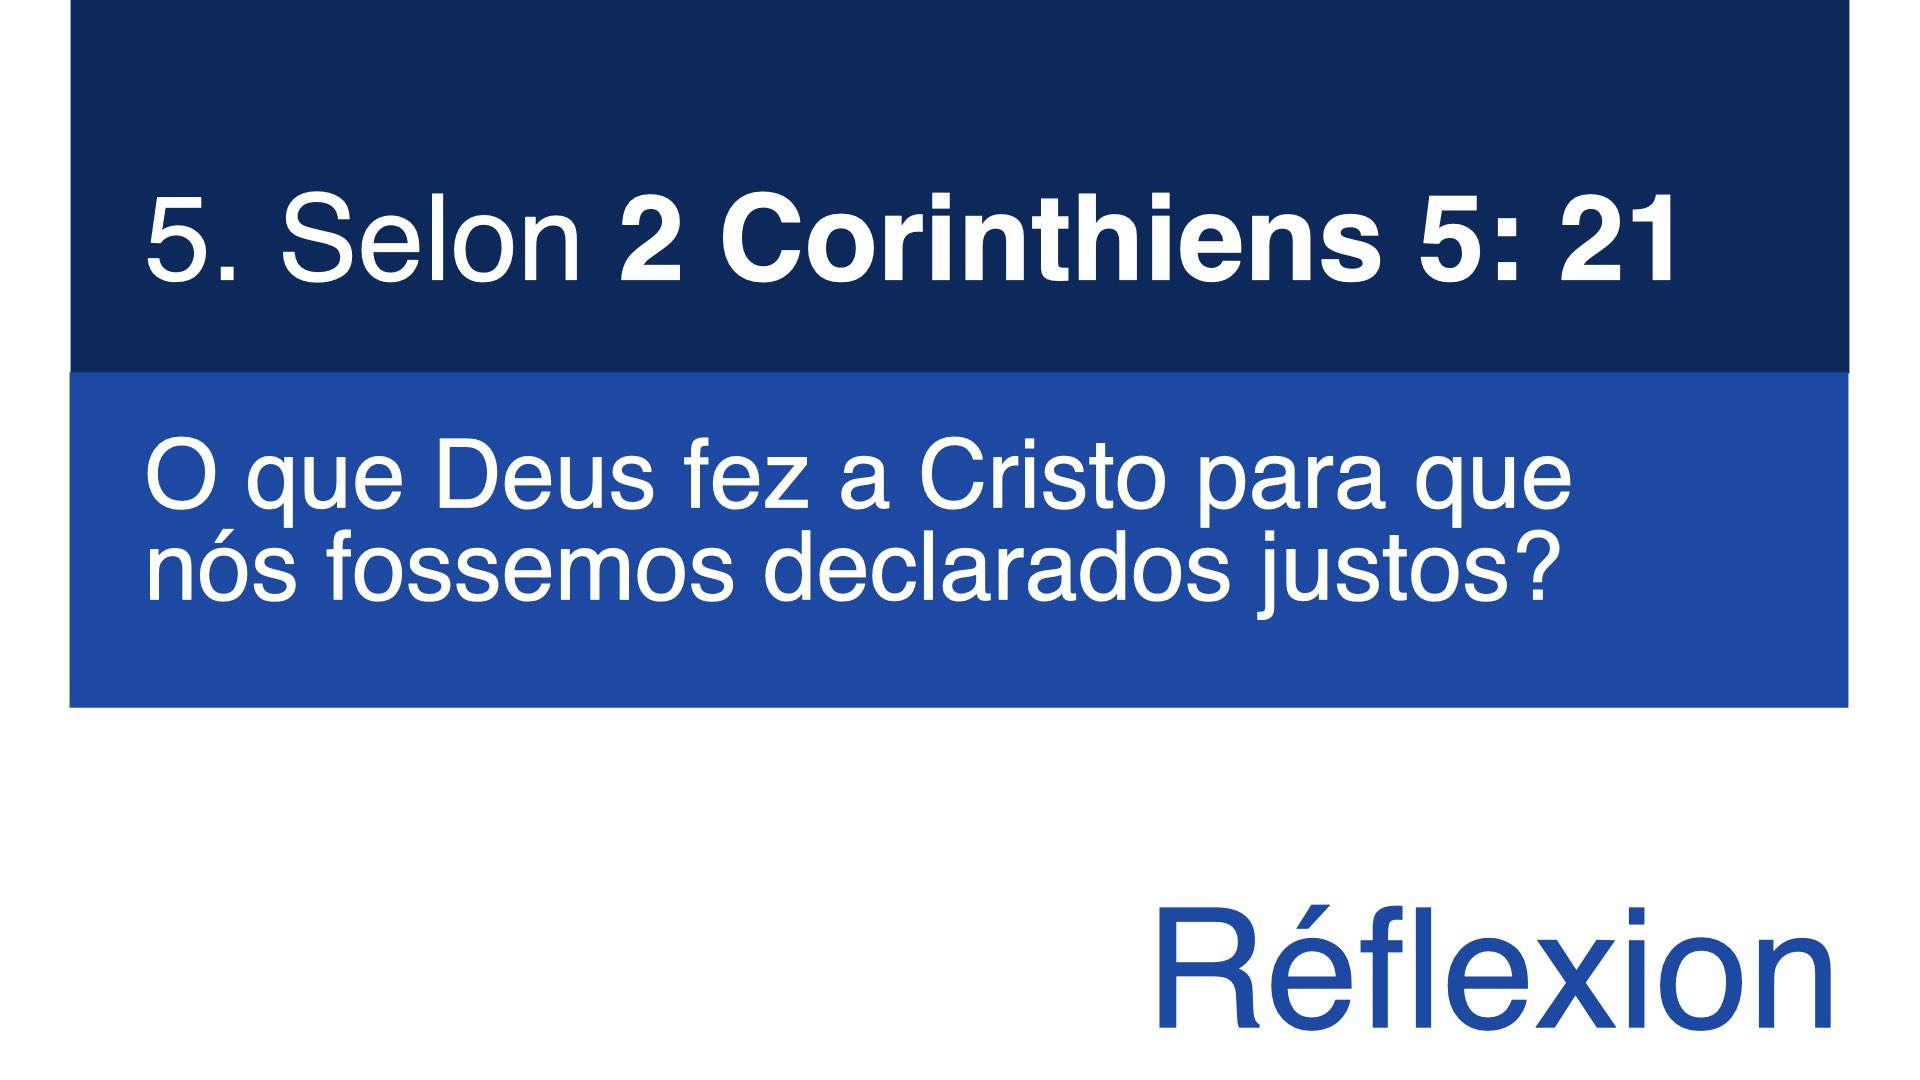 5. Selon 2 Corinthiens 5: 21
O que Deus fez a Cristo para que
nós fossemos declarados justos?
Réflexion